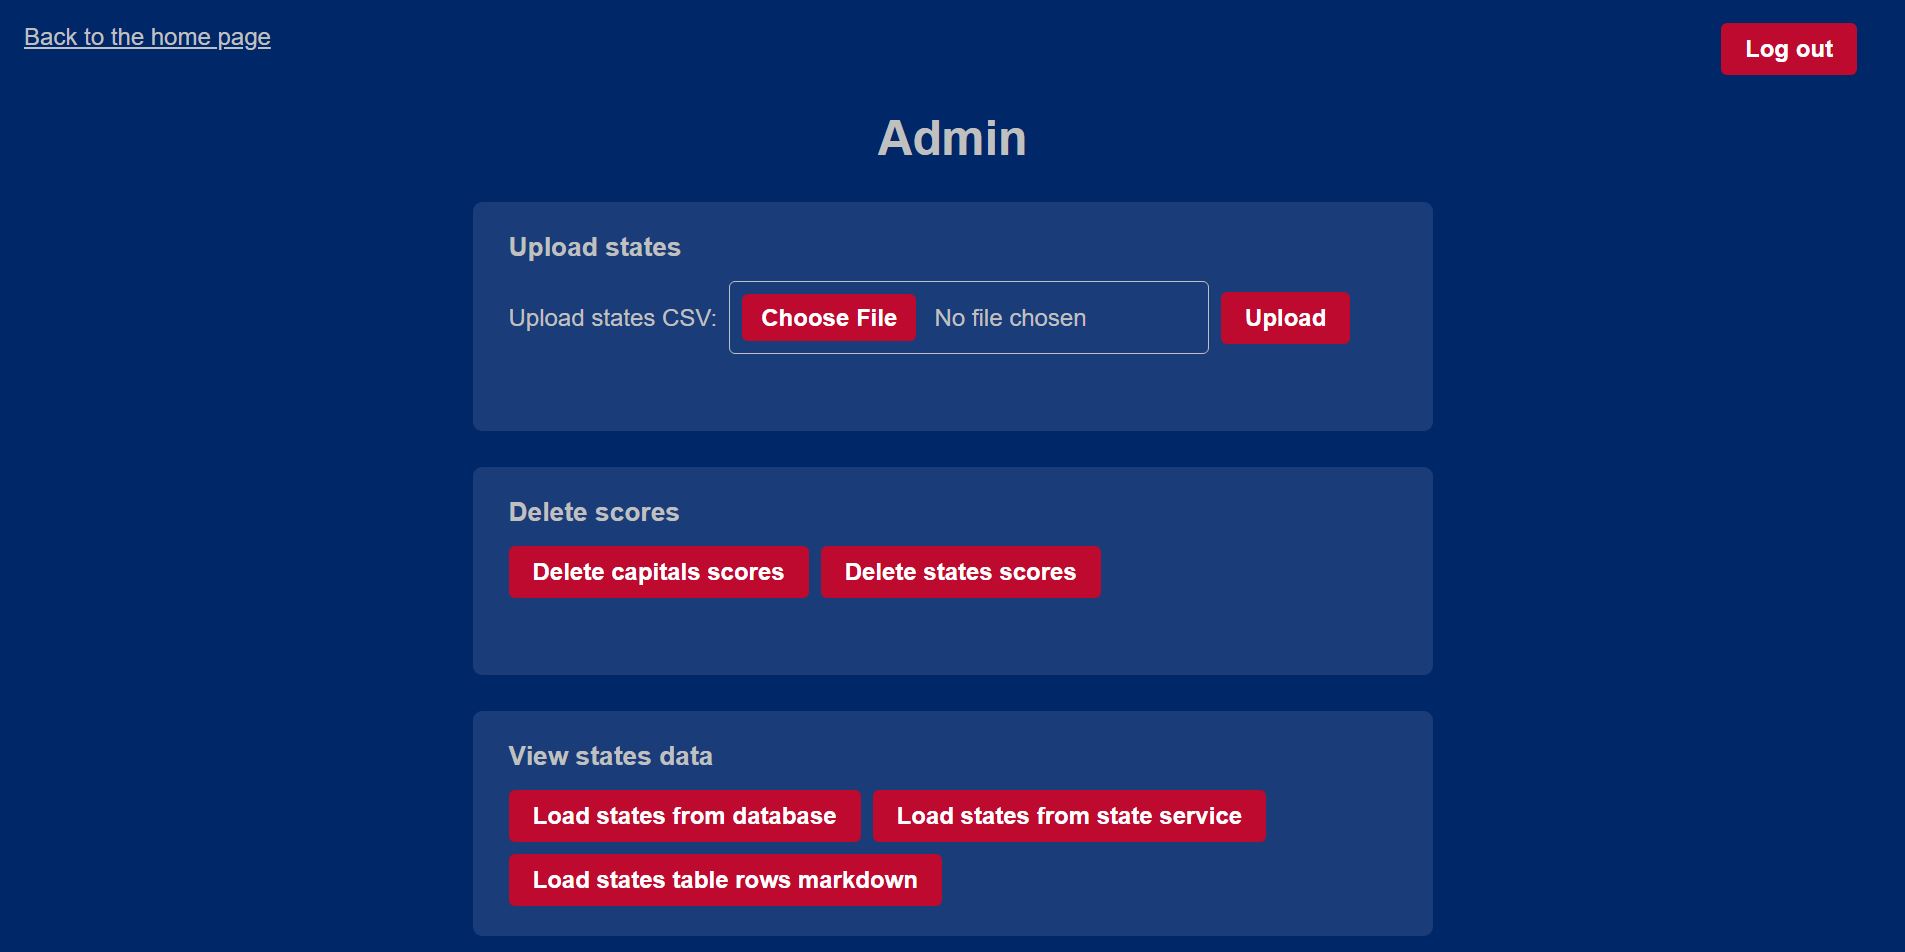 Back to the home page
Log out
Admin
Upload states
Upload states CSV: Choose File No file chosen Upload
Delete scores
Delete capitals scores Delete states scores
View states data
Load states from database Load states from state service
Load states table rows markdown